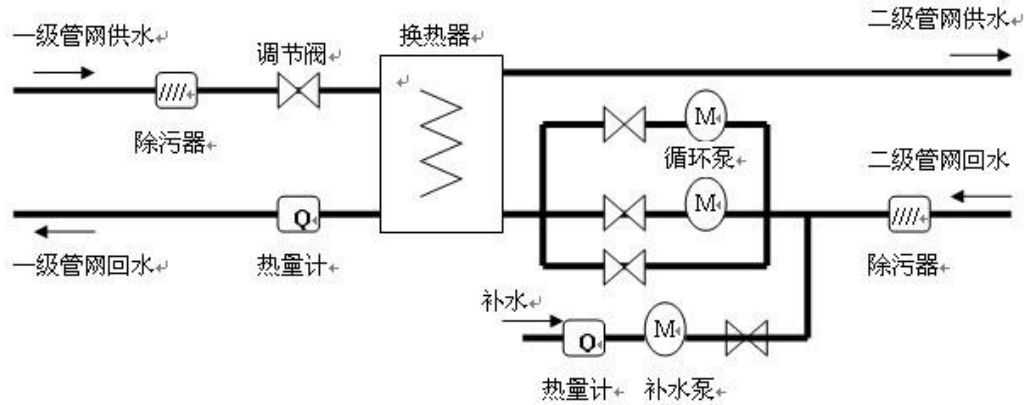 一级管网供水
调节阀
换热器
二级管网供水
除污器
M
循环泵
二级管网回水
M
Q
一级管网回水
热量计
除污器
补水
Q
M
热量计
补水泵